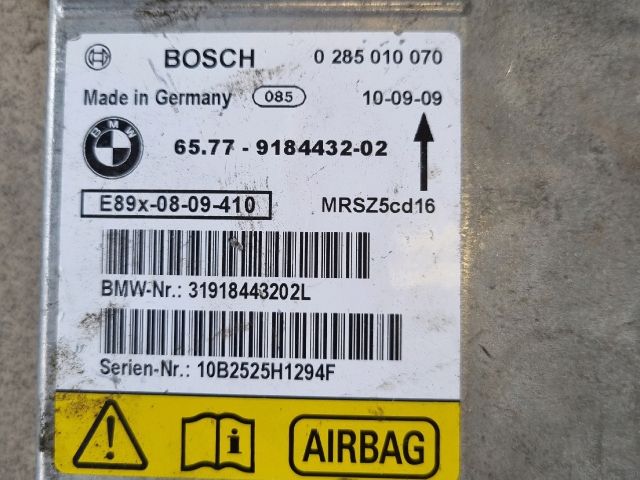 BOSCH 0 285 010 070
Made in Germany 085 10-09-09
BMW 65.77 - 9184432-02
E89x-08-09-410 MRSZ5cd16
BMW-Nr.: 31918443202L
Serien-Nr.: 10B2525H1294F
AIRBAG